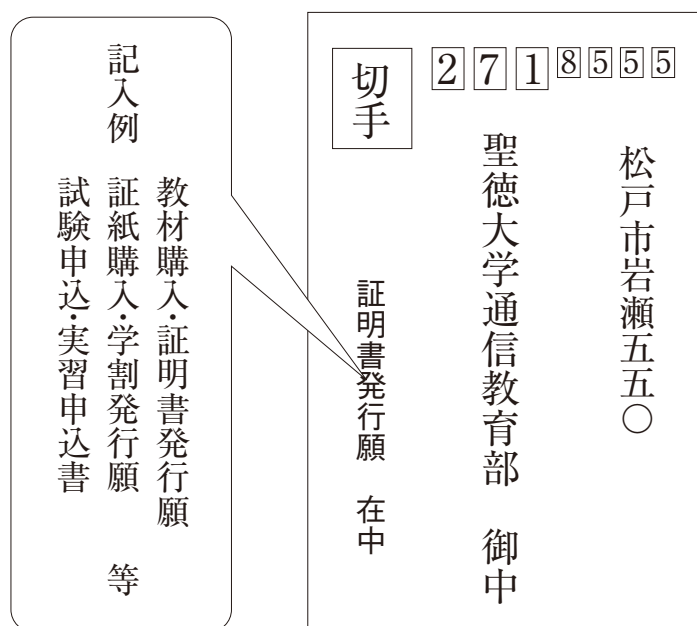 2718555
松戸市岩瀬五五〇
聖徳大学通信教育部　御中
切手
証明書発行願　在中
記入例
教材購入・証明書発行願
証紙購入・学割発行願　等
試験申込・実習申込書